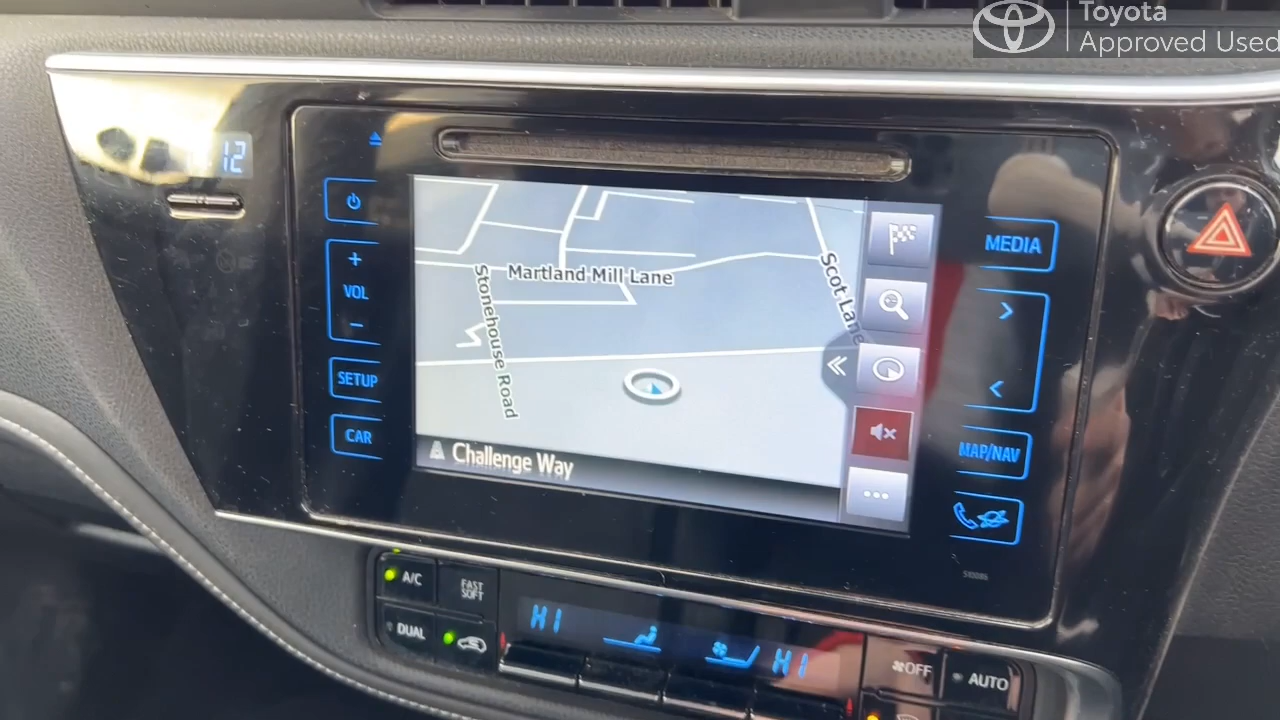 Toyota
Approved Used
12
VOL
SETUP
CAR
Martland Mill Lane
Stonehouse Road
Scot Lane
Challenge Way
MEDIA
MAP/NAV
A/C
FAST
SOFT
DUAL
HI
HI
OFF
AUTO